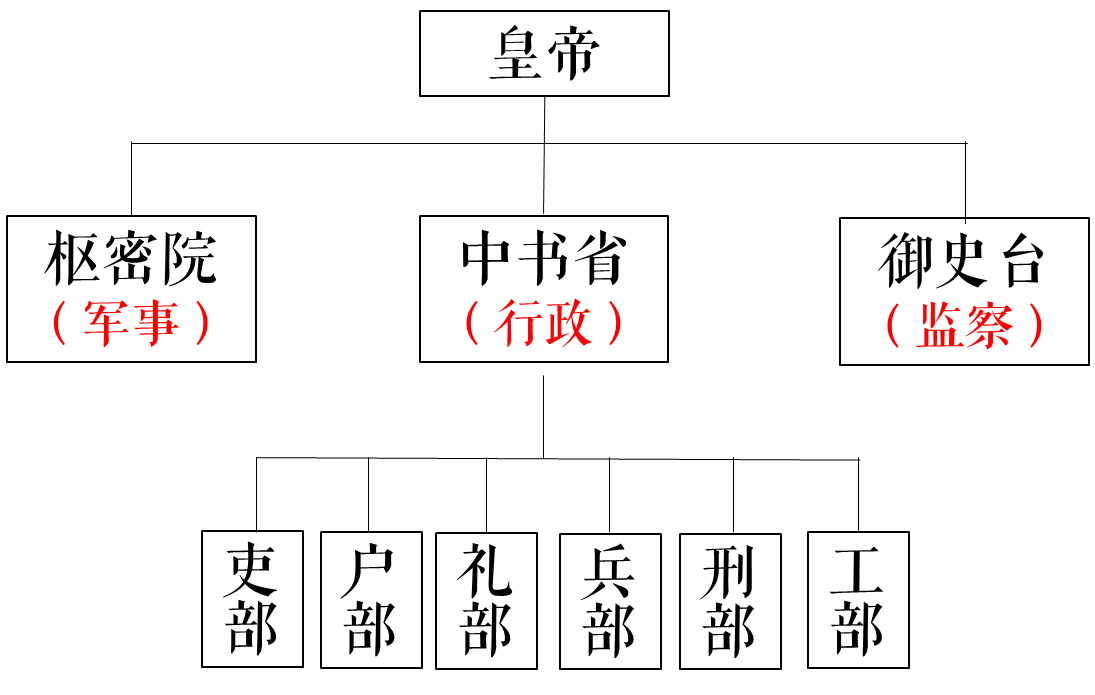 皇帝
枢密院
（军事）
中书省
（行政）
御史台
（监察）
吏部
户部
礼部
兵部
刑部
工部